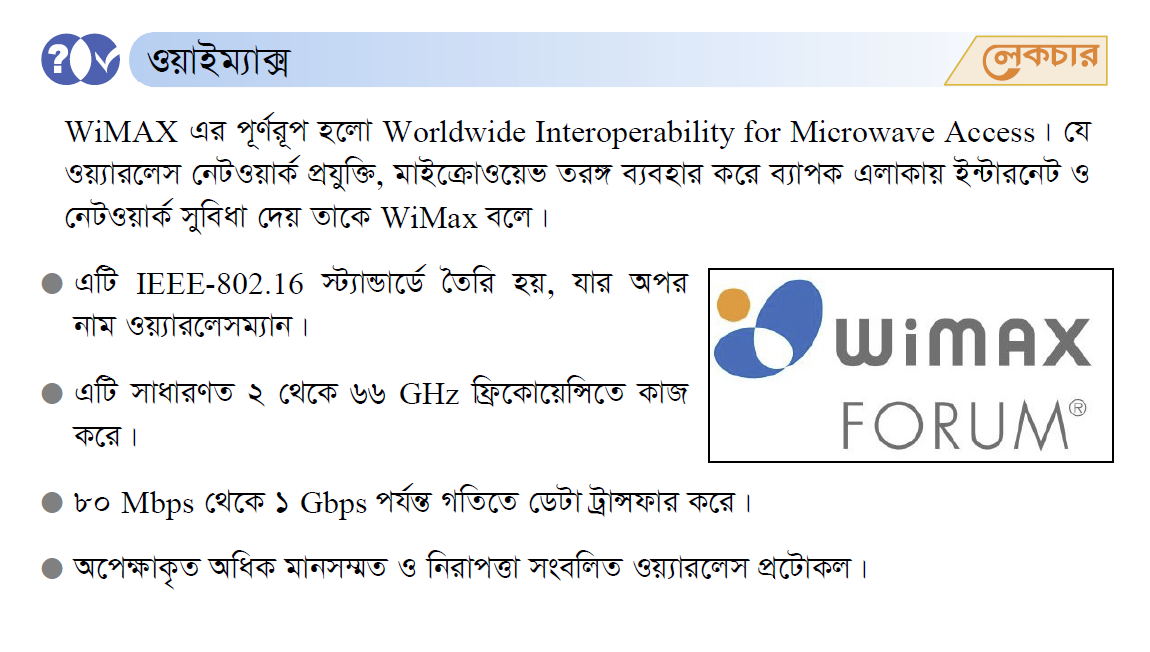 ওয়াইম্যাক্স
লেকচার
WiMAX এর পূর্ণরূপ হলো Worldwide Interoperability for Microwave Access। যে
ওয়্যারলেস নেটওয়ার্ক প্রযুক্তি, মাইক্রোওয়েভ তরঙ্গ ব্যবহার করে ব্যাপক এলাকায় ইন্টারনেট ও
নেটওয়ার্ক সুবিধা দেয় তাকে WiMax বলে।
এটি IEEE-802.16 স্ট্যান্ডার্ডে তৈরি হয়, যার অপর
নাম ওয়্যারলেসম্যান।
এটি সাধারণত ২ থেকে ৬৬ GHz ফ্রিকোয়েন্সিতে কাজ
করে।
WiMAX
FORUM®
৮০ Mbps থেকে ১ Gbps পর্যন্ত গতিতে ডেটা ট্রান্সফার করে।
অপেক্ষাকৃত অধিক মানসম্মত ও নিরাপত্তা সংবলিত ওয়্যারলেস প্রটোকল।